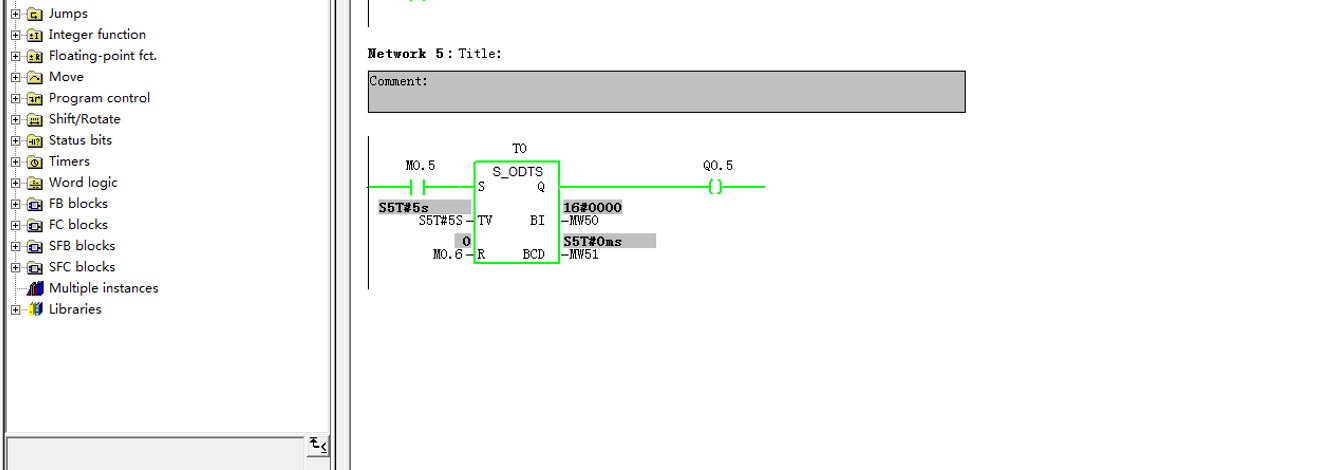 Jumps
Integer function
Floating-point fct.
Move
Program control
Shift/Rotate
Status bits
Timers
Word logic
FB blocks
FC blocks
SFB blocks
SFC blocks
Multiple instances
Libraries
Network 5 : Title:
Comment:
T0
M0.5
S_ODTS
Q0.5
S
Q
S5T#5s
16#0000
S5T#5S
TV
BI
MW50
0
S5T#0ms
M0.6
R
BCD
MW51